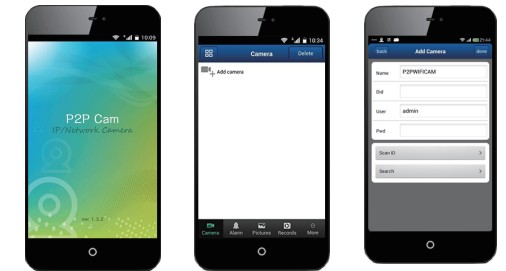 10:09
P2P Cam
IP/Network Camera
ver 1.3.2
10:34
Camera
Delete
Add camera
Camera Alarm Pictures Records More
21:44
back Add Camera done
Name P2PWIFICAM
Did
User admin
Pwd
Scan ID
Search